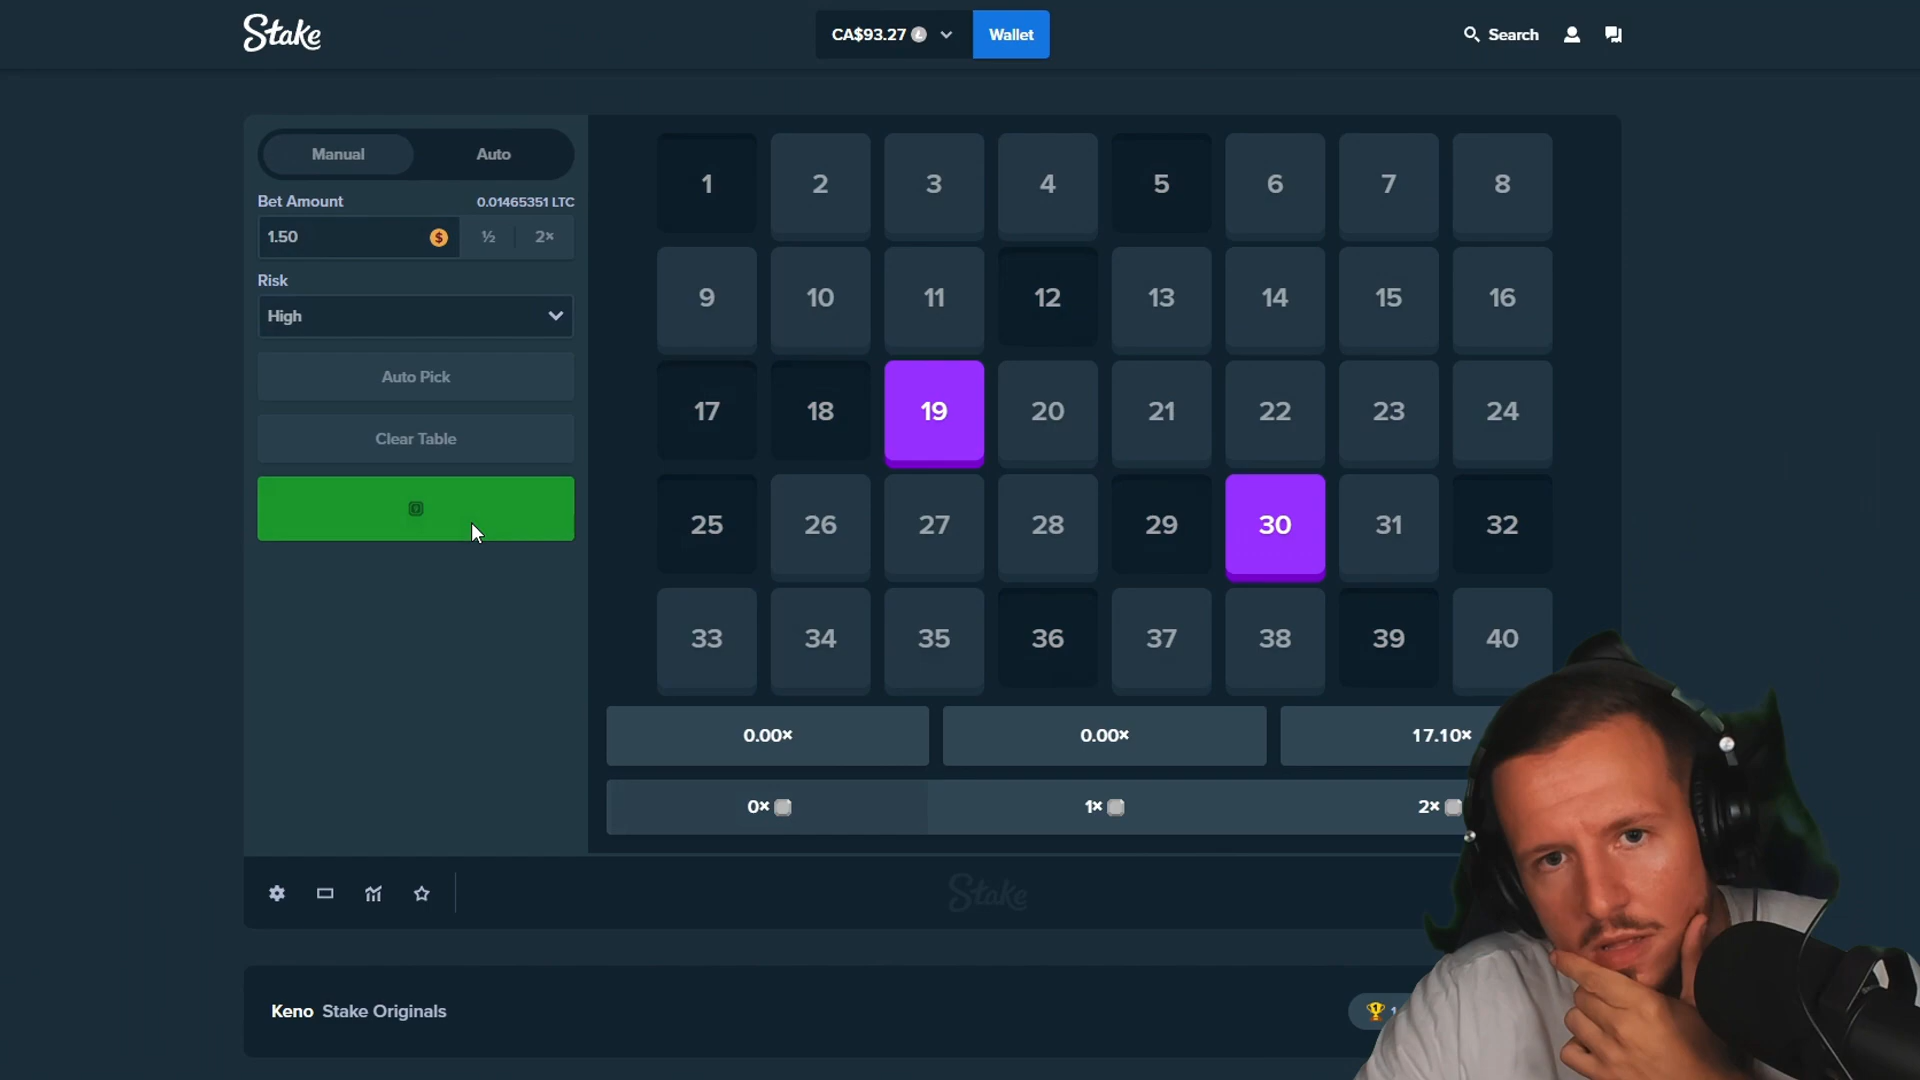 Stake
CA$93.27
Wallet
Search
Manual
Auto
Bet Amount
0.01465351 LTC
1.50
½
2×
Risk
High
Auto Pick
Clear Table
1 2 3 4 5 6 7 8
9 10 11 12 13 14 15 16
17 18 19 20 21 22 23 24
25 26 27 28 29 30 31 32
33 34 35 36 37 38 39 40
0.00× 0.00× 17.10×
0× 1× 2×
Stake
Keno Stake Originals